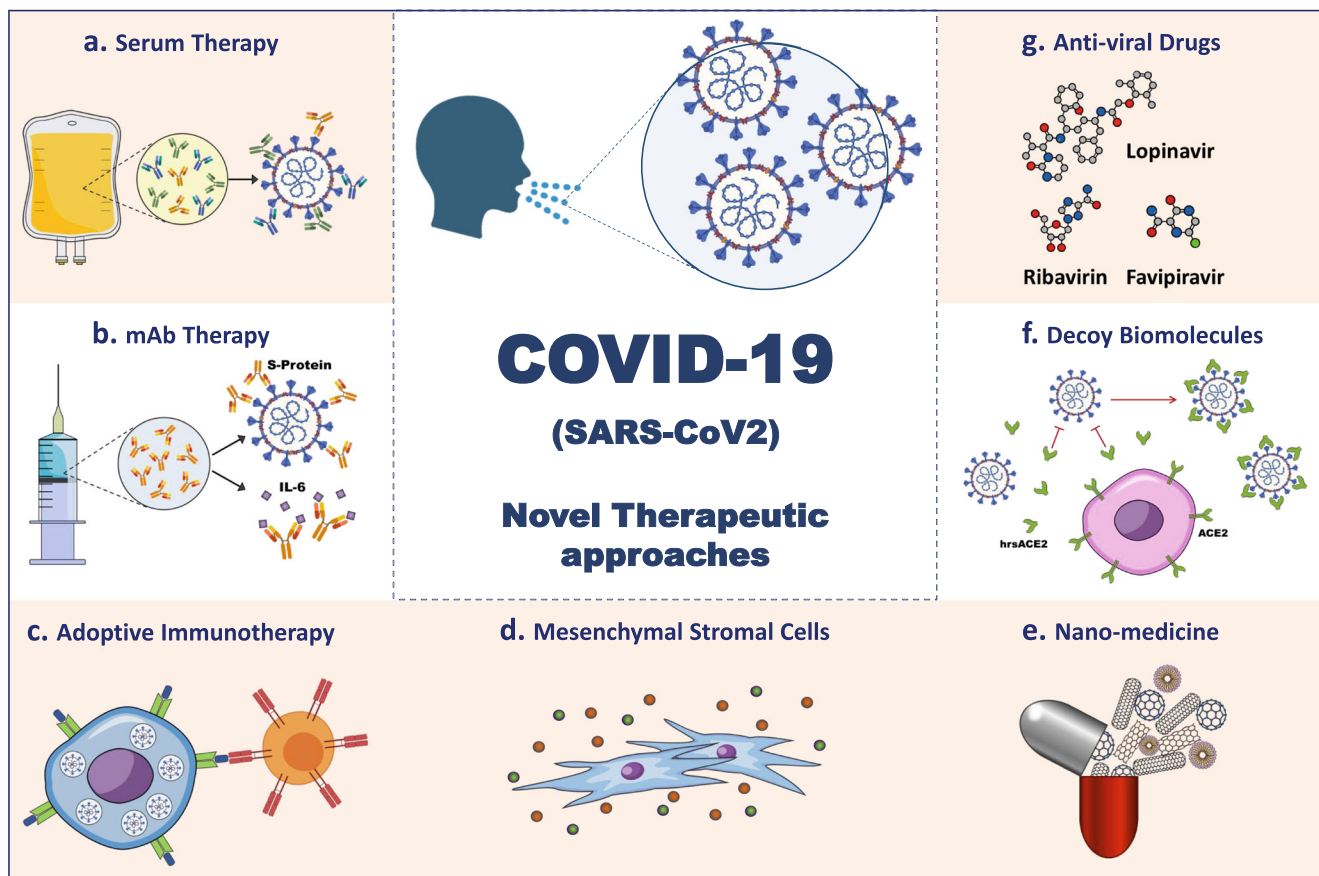 a. Serum Therapy
g. Anti-viral Drugs
Lopinavir
Ribavirin
Favipiravir
b. mAb Therapy
S-Protein
IL-6
COVID-19
(SARS-CoV2)
Novel Therapeutic
approaches
f. Decoy Biomolecules
hrsACE2
ACE2
c. Adoptive Immunotherapy
d. Mesenchymal Stromal Cells
e. Nano-medicine